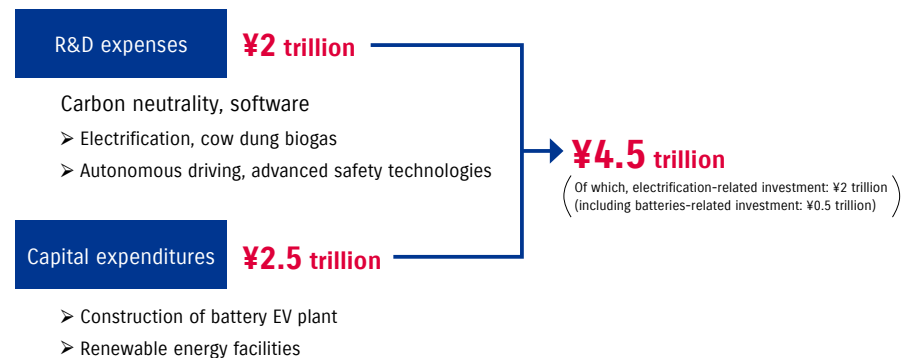 R&D expenses
¥2 trillion
Carbon neutrality, software
➢ Electrification, cow dung biogas
➢ Autonomous driving, advanced safety technologies
¥4.5 trillion
(Of which, electrification-related investment: ¥2 trillion
(including batteries-related investment: ¥0.5 trillion))
Capital expenditures
¥2.5 trillion
➢ Construction of battery EV plant
➢ Renewable energy facilities